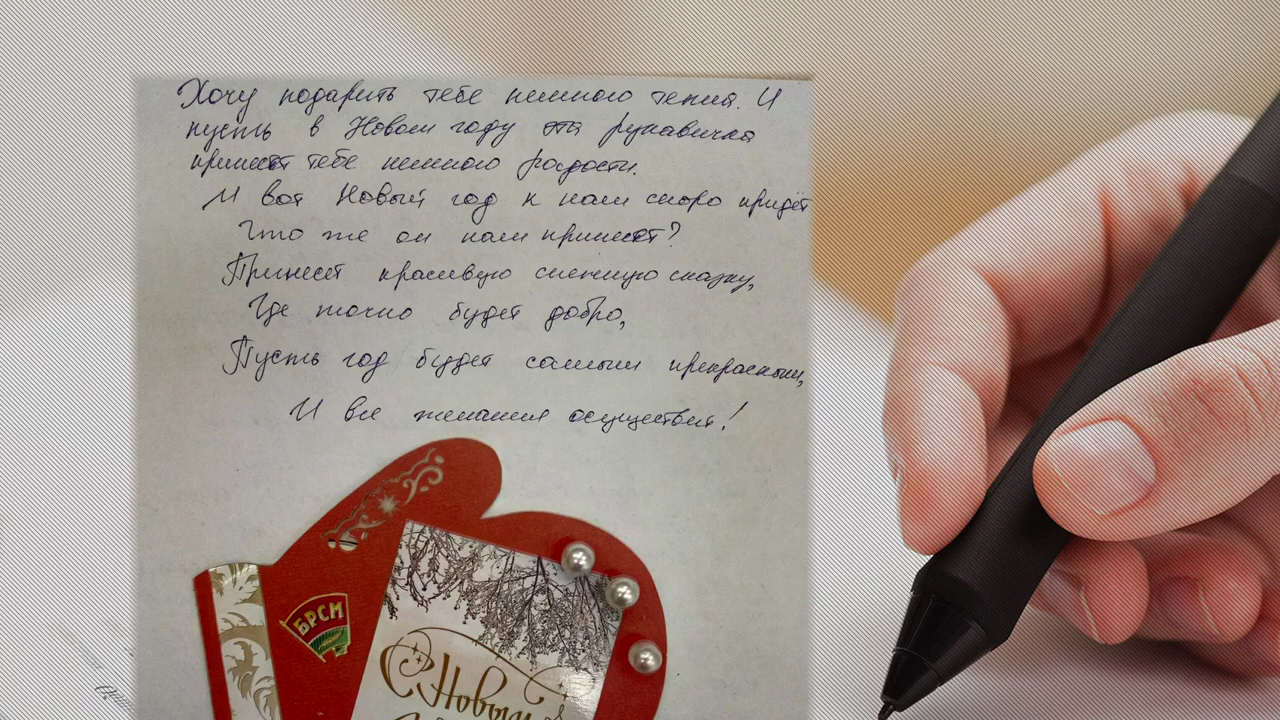 Хочу подарить тебе немного тепла. И
пусть в Новом году эта рукавичка
принесёт тебе немного радости.
И вот Новый год к нам скоро придёт
Что же он нам принесёт?
Принесёт красивую снежную сказку,
Где точно будет добро,
Пусть год будет самым прекрасным,
И все желания осуществит!
БРСМ
С Новым